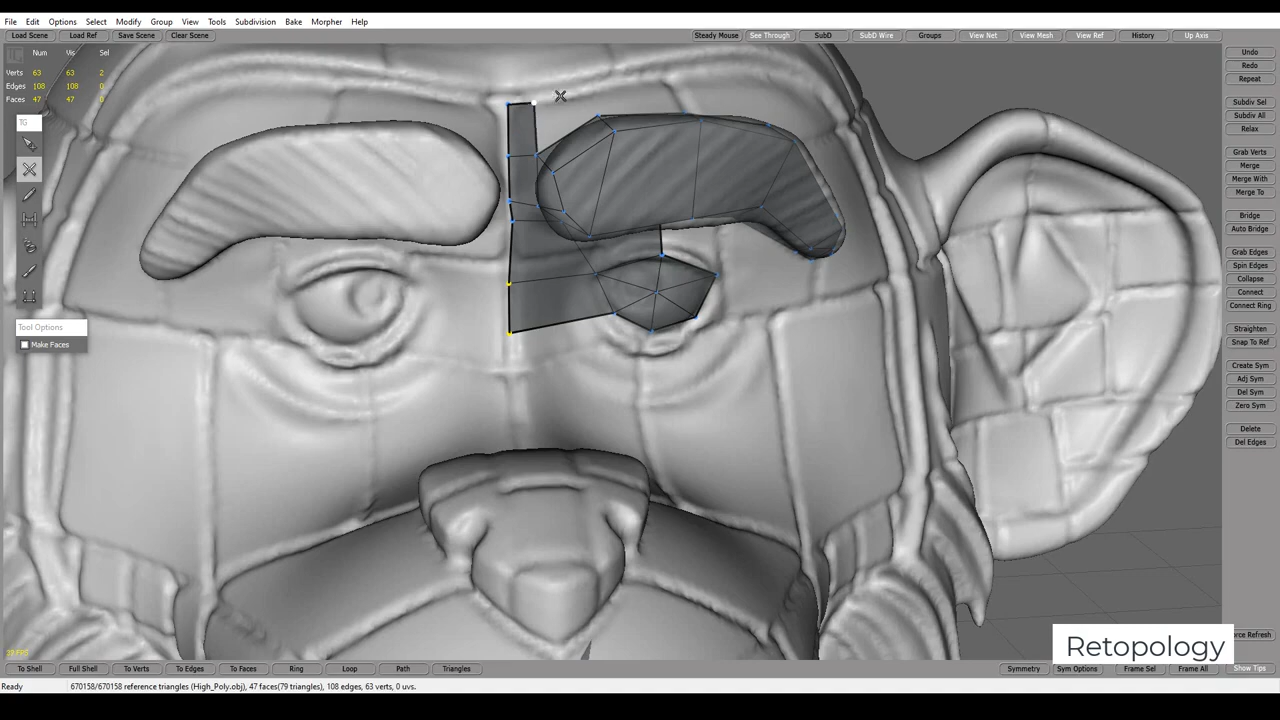 File Edit Options Select Modify Group View Tools Subdivision Bake Morpher Help
Load Scene Load Ref Save Scene Clear Scene Steady Mouse See Through SubD SubD Wire Groups View Net View Mesh View Ref History Up Axis
Num Vis Sel
Verts 63 63 2
Edges 108 108 0
Faces 47 47 0
TG
Tool Options
Make Faces
Undo
Redo
Repeat
Subdiv Sel
Subdiv All
Relax
Grab Verts
Merge
Merge With
Merge To
Bridge
Auto Bridge
Grab Edges
Spin Edges
Collapse
Connect
Connect Ring
Straighten
Snap To Ref
Create Sym
Adj Sym
Del Sym
Zero Sym
Delete
Del Edges
orce Refresh
Retopology
To Shell Full Shell To Verts To Edges To Faces Ring Loop Path Triangles Symmetry Sym Options Frame Sel Frame All Show Tips
Ready 670158/670158 reference triangles (High_Poly.obj), 47 faces(79 triangles), 108 edges, 63 verts, 0 uvs.